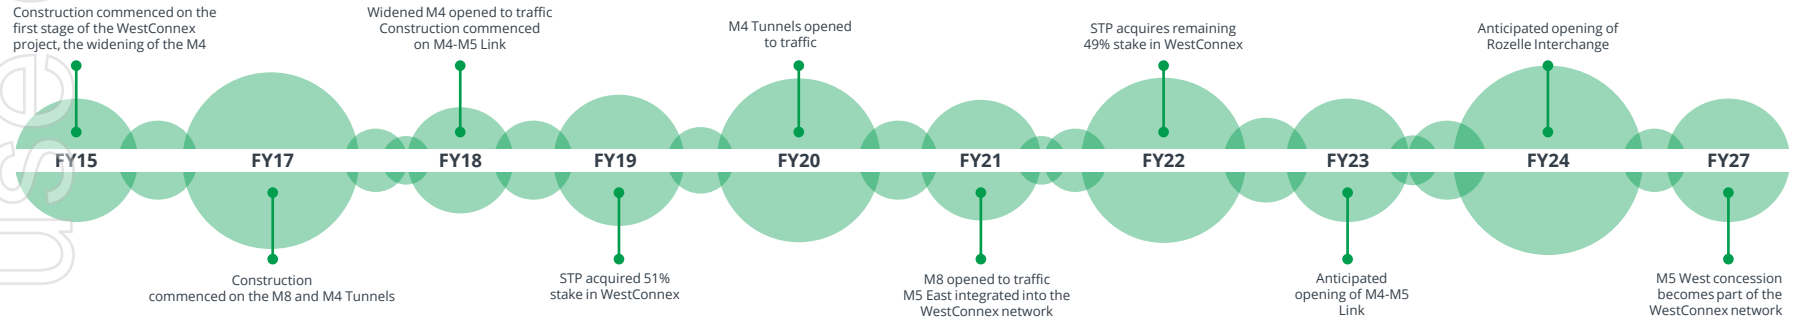 Construction commenced on the
first stage of the WestConnex
project, the widening of the M4
Widened M4 opened to traffic
Construction commenced
on M4-M5 Link
M4 Tunnels opened
to traffic
STP acquires remaining
49% stake in WestConnex
Anticipated opening of
Rozelle Interchange
FY15
FY17
FY18
FY19
FY20
FY21
FY22
FY23
FY24
FY27
Construction
commenced on the M8 and M4 Tunnels
STP acquired 51%
stake in WestConnex
M8 opened to traffic
M5 East integrated into the
WestConnex network
Anticipated
opening of M4-M5
Link
M5 West concession
becomes part of the
WestConnex network
use